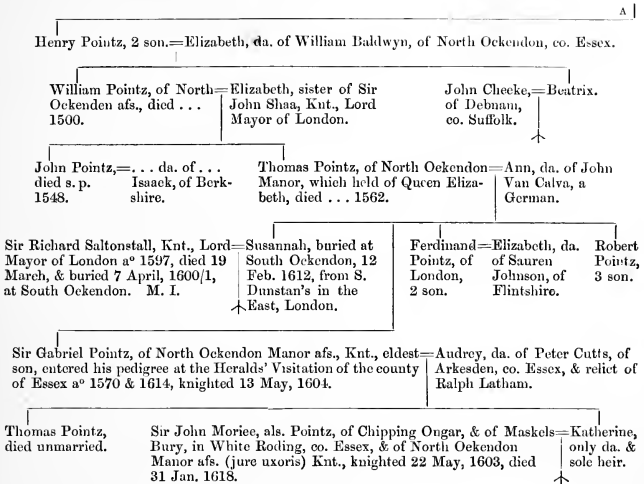 A
Henry Pointz, 2 son.=Elizabeth, da. of William Baldwyn, of North Ockendon, co. Essex.
William Pointz, of North=Elizabeth, sister of Sir
Ockenden afs., died . . .
1500.
John Shaa, Knt., Lord
Mayor of London.
John Checke,=Beatrix.
of Debnam,
co. Suffolk.
John Pointz,=. . . da. of . . .
died s. p.
1548.
Isaack, of Berk-
shire.
Thomas Pointz, of North Ockendon=Ann, da. of John
Manor, which held of Queen Eliza-
beth, died . . . 1562.
Van Calva, a
German.
Sir Richard Saltonstall, Knt., Lord=Susannah, buried at
Mayor of London aº 1597, died 19
March, & buried 7 April, 1600/1,
at South Ockendon. M. I.
South Ockendon, 12
Feb. 1612, from S.
Dunstan's in the
East, London.
Ferdinand=Elizabeth, da.
Pointz, of
London,
2 son.
of Sauren
Johnson, of
Flintshire.
Robert
Pointz,
3 son.
Sir Gabriel Pointz, of North Ockendon Manor afs., Knt., eldest=Audrey, da. of Peter Cutts, of
son, entered his pedigree at the Heralds' Visitation of the county
of Essex aº 1570 & 1614, knighted 13 May, 1604.
Arkesden, co. Essex, & relict of
Ralph Latham.
Thomas Pointz,
died unmarried.
Sir John Moriee, als. Pointz, of Chipping Ongar, & of Maskels=Katherine,
Bury, in White Roding, co. Essex, & of North Oekendon
Manor afs. (jure uxoris) Knt., knighted 22 May, 1603, died
31 Jan. 1618.
only da. &
sole heir.